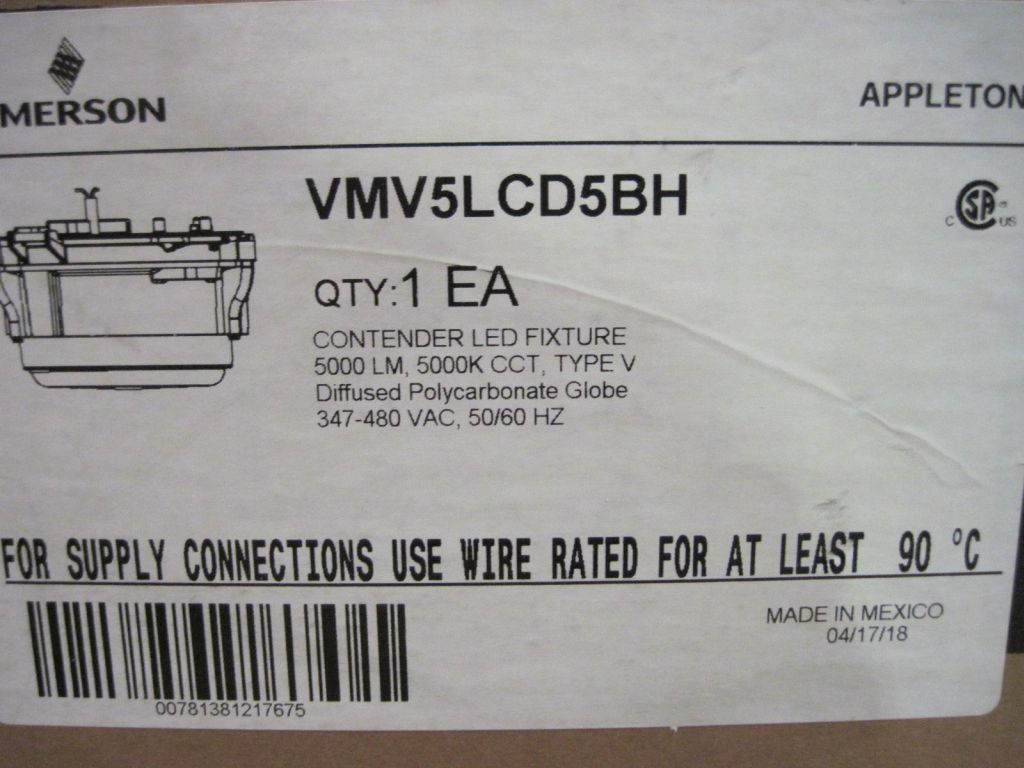 MERSON
APPLETON
VMV5LCD5BH
CSA
C US
QTY:1 EA
CONTENDER LED FIXTURE
5000 LM, 5000K CCT, TYPE V
Diffused Polycarbonate Globe
347-480 VAC, 50/60 HZ
FOR SUPPLY CONNECTIONS USE WIRE RATED FOR AT LEAST 90 °C
MADE IN MEXICO
04/17/18
00781381217675